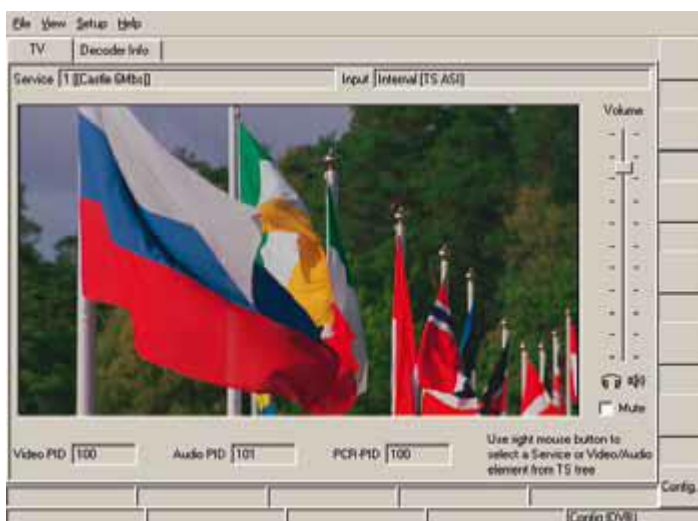 File View Setup Help
TV Decoder Info
Service 1 [(Castle 6Mbs)] Input Internal (TS ASI)
Volume
Mute
Video PID 100 Audio PID 101 PCR-PID 100
Use right mouse button to
select a Service or Video/Audio
element from TS tree
Config.
Config (DVB)